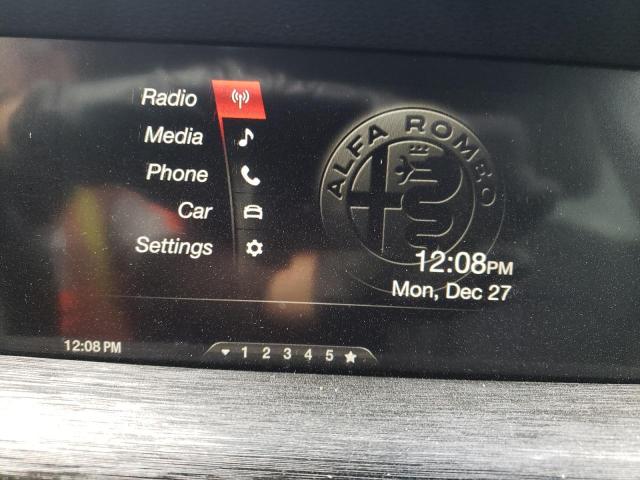 Radio
Media
Phone
Car
Settings
ALFA ROMEO
12:08PM
Mon, Dec 27
12:08 PM
1 2 3 4 5